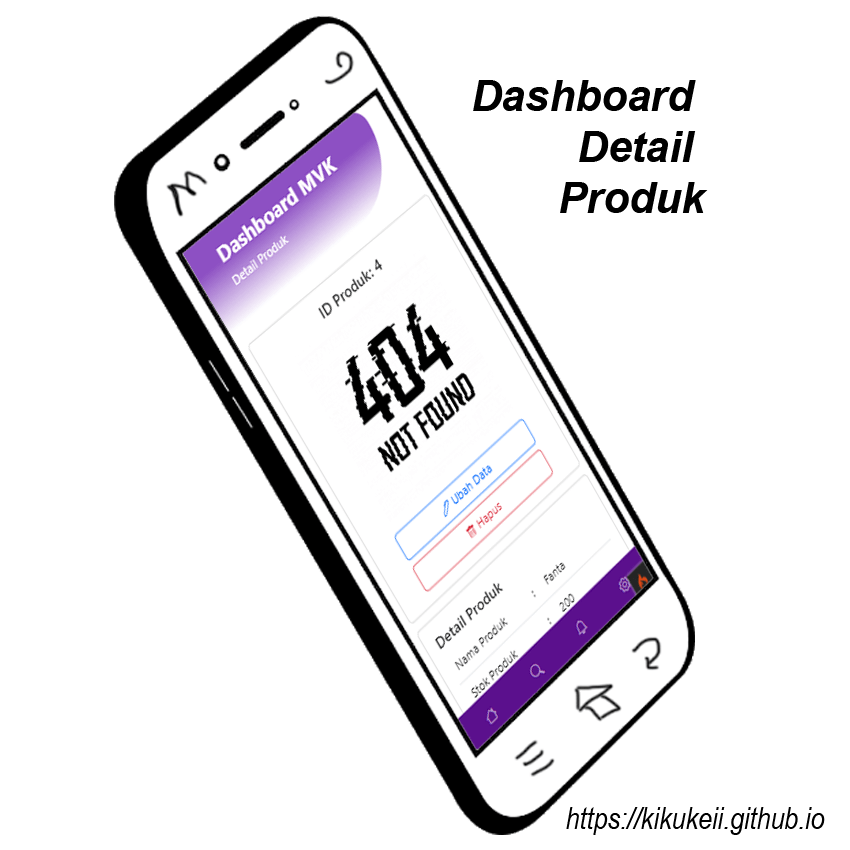 Dashboard
Detail
Produk
Dashboard MVK
Detail Produk
ID Produk: 4
404
NOT FOUND
Ubah Data
Hapus
Detail Produk
Nama Produk : Fanta
Stok Produk : 200
https://kikukeii.github.io